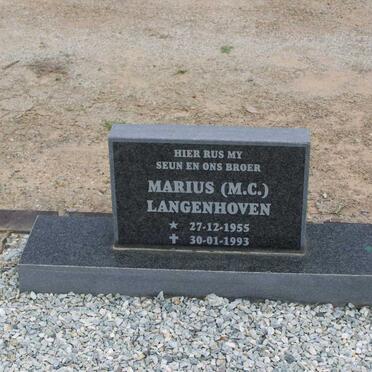 HIER RUS MY
SEUN EN ONS BROER
MARIUS (M.C.)
LANGENHOVEN
★ 27-12-1955
✝ 30-01-1993